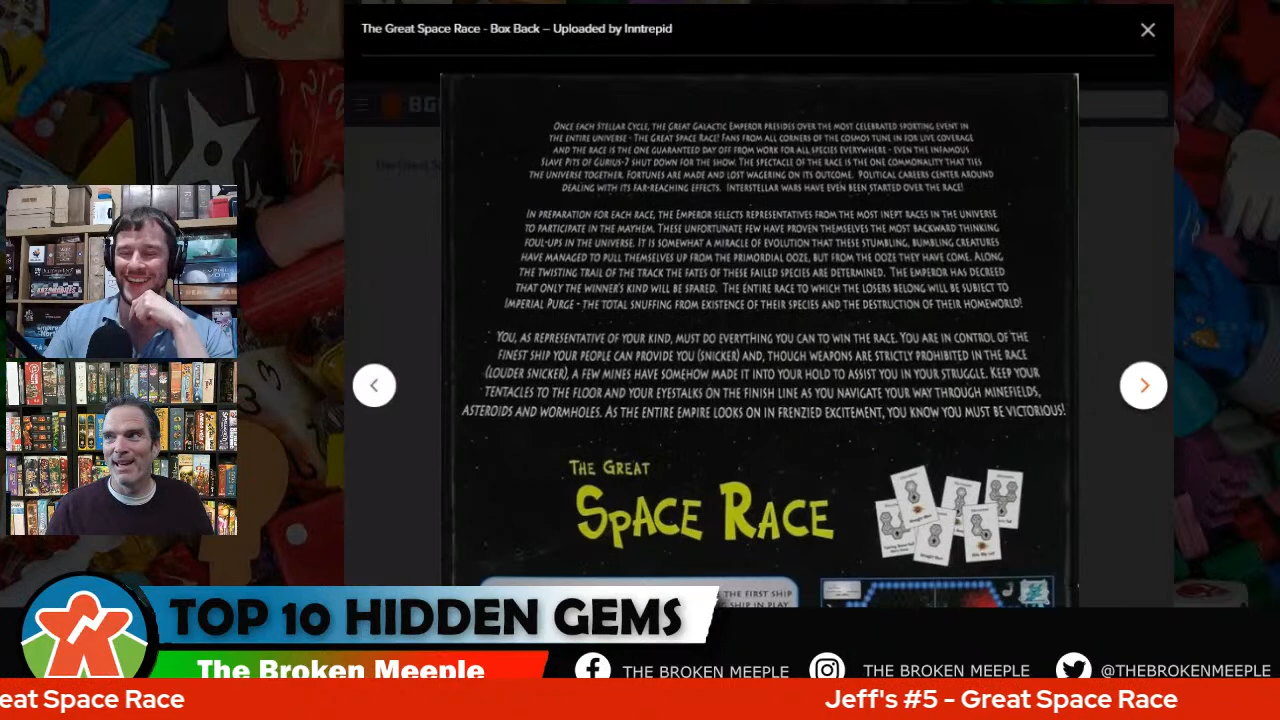 The Great Space Race - Box Back – Uploaded by Inntrepid
BG
Once each stellar cycle, the Great Galactic Emperor presides over the most celebrated sporting event in
the entire universe - The Great Space Race! Fans from all corners of the cosmos tune in for live coverage
and the race is the one guaranteed day off from work for all species everywhere - even the infamous
slave pits of Gurius-7 shut down for the show. The spectacle of the race is the one commonality that ties
the universe together. Fortunes are made and lost wagering on its outcome. Political careers center around
dealing with its far-reaching effects. Interstellar wars have even been started over the race!
In preparation for each race, the Emperor selects representatives from the most inept races in the universe
to participate in the mayhem. These unfortunate few have proven themselves the most backward thinking
foul-ups in the universe. It is somewhat a miracle of evolution that these stumbling, bumbling creatures
have managed to pull themselves up from the primordial ooze, but from the ooze they have come. Along
the twisting trail of the track the fates of these failed species are determined. The Emperor has decreed
that only the winner's kind will be spared. The entire race to which the losers belong will be subject to
Imperial Purge - the total snuffing from existence of their species and the destruction of their homeworld!
You, as representative of your kind, must do everything you can to win the race. You are in control of the
finest ship your people can provide you (snicker) and, though weapons are strictly prohibited in the race
(louder snicker), a few mines have somehow made it into your hold to assist you in your struggle. Keep your
tentacles to the floor and your eyestalks on the finish line as you navigate your way through minefields,
asteroids and wormholes. As the entire empire looks on in frenzied excitement, you know you must be victorious!
The Great
Space Race
the first ship
ship in play
TOP 10 HIDDEN GEMS
The Broken Meeple
THE BROKEN MEEPLE
THE BROKEN MEEPLE
@THEBROKENMEEPLE
eat Space Race
Jeff's #5 - Great Space Race